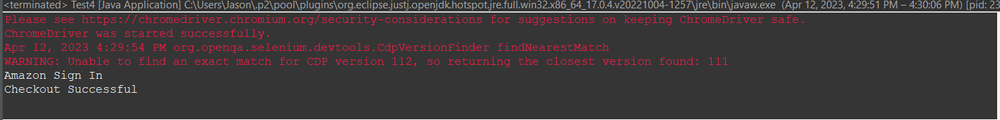 <terminated> Test4 [Java Application] C:\Users\Jason\.p2\pool\plugins\org.eclipse.justj.openjdk.hotspot.jre.full.win32.x86_64_17.0.4.v20221004-1257\jre\bin\javaw.exe (Apr 12, 2023, 4:29:51 PM – 4:30:06 PM) [pid: 23
Please see https://chromedriver.chromium.org/security-considerations for suggestions on keeping ChromeDriver safe.
ChromeDriver was started successfully.
Apr 12, 2023 4:29:54 PM org.openqa.selenium.devtools.CdpVersionFinder findNearestMatch
WARNING: Unable to find an exact match for CDP version 112, so returning the closest version found: 111
Amazon Sign In
Checkout Successful